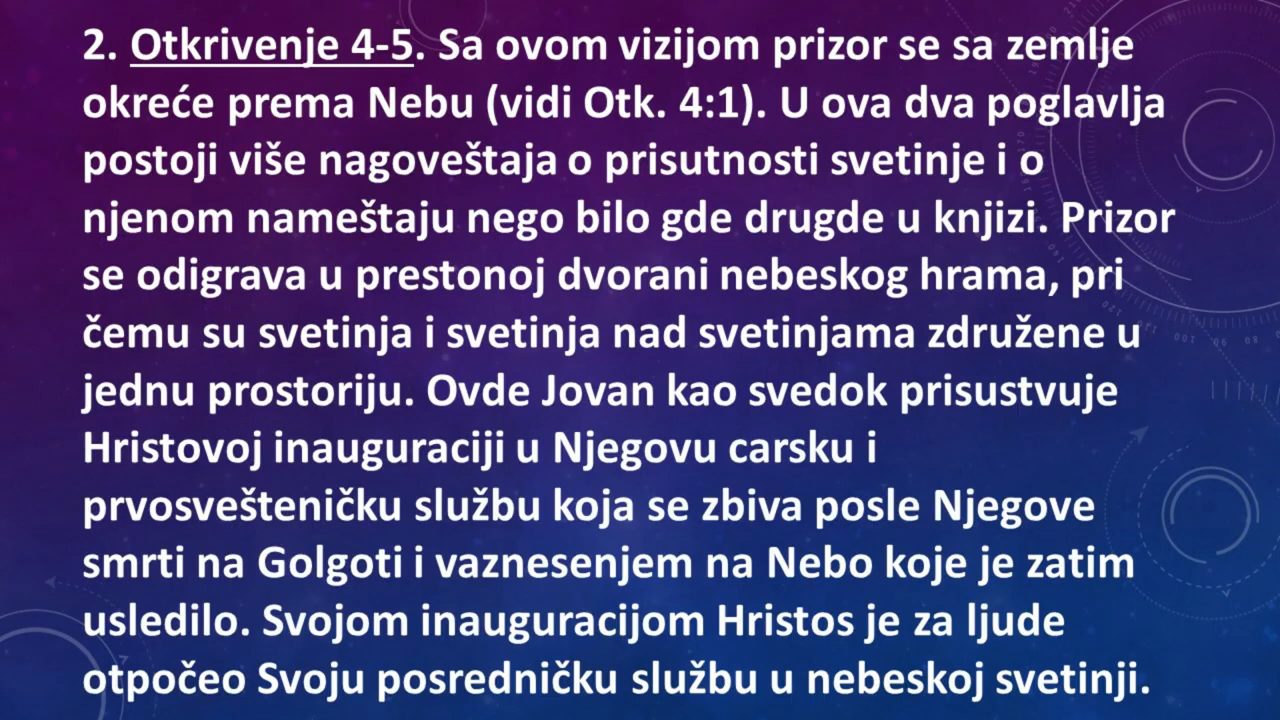 2. Otkrivenje 4-5. Sa ovom vizijom prizor se sa zemlje
okreće prema Nebu (vidi Otk. 4:1). U ova dva poglavlja
postoji više nagoveštaja o prisutnosti svetinje i o
njenom nameštaju nego bilo gde drugde u knjizi. Prizor
se odigrava u prestonoj dvorani nebeskog hrama, pri
čemu su svetinja i svetinja nad svetinjama združene u
jednu prostoriju. Ovde Jovan kao svedok prisustvuje
Hristovoj inauguraciji u Njegovu carsku i
prvosvešteničku službu koja se zbiva posle Njegove
smrti na Golgoti i vaznesenjem na Nebo koje je zatim
usledilo. Svojom inauguracijom Hristos je za ljude
otpočeo Svoju posredničku službu u nebeskoj svetinji.